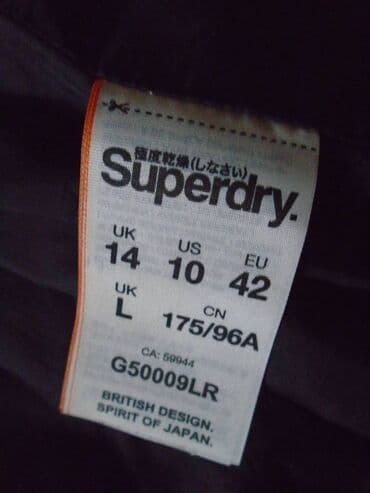 極度乾燥(しなさい)
Superdry.
UK US EU
14 10 42
UK CN
L 175/96A
CA: 59944
G50009LR
BRITISH DESIGN.
SPIRIT OF JAPAN.